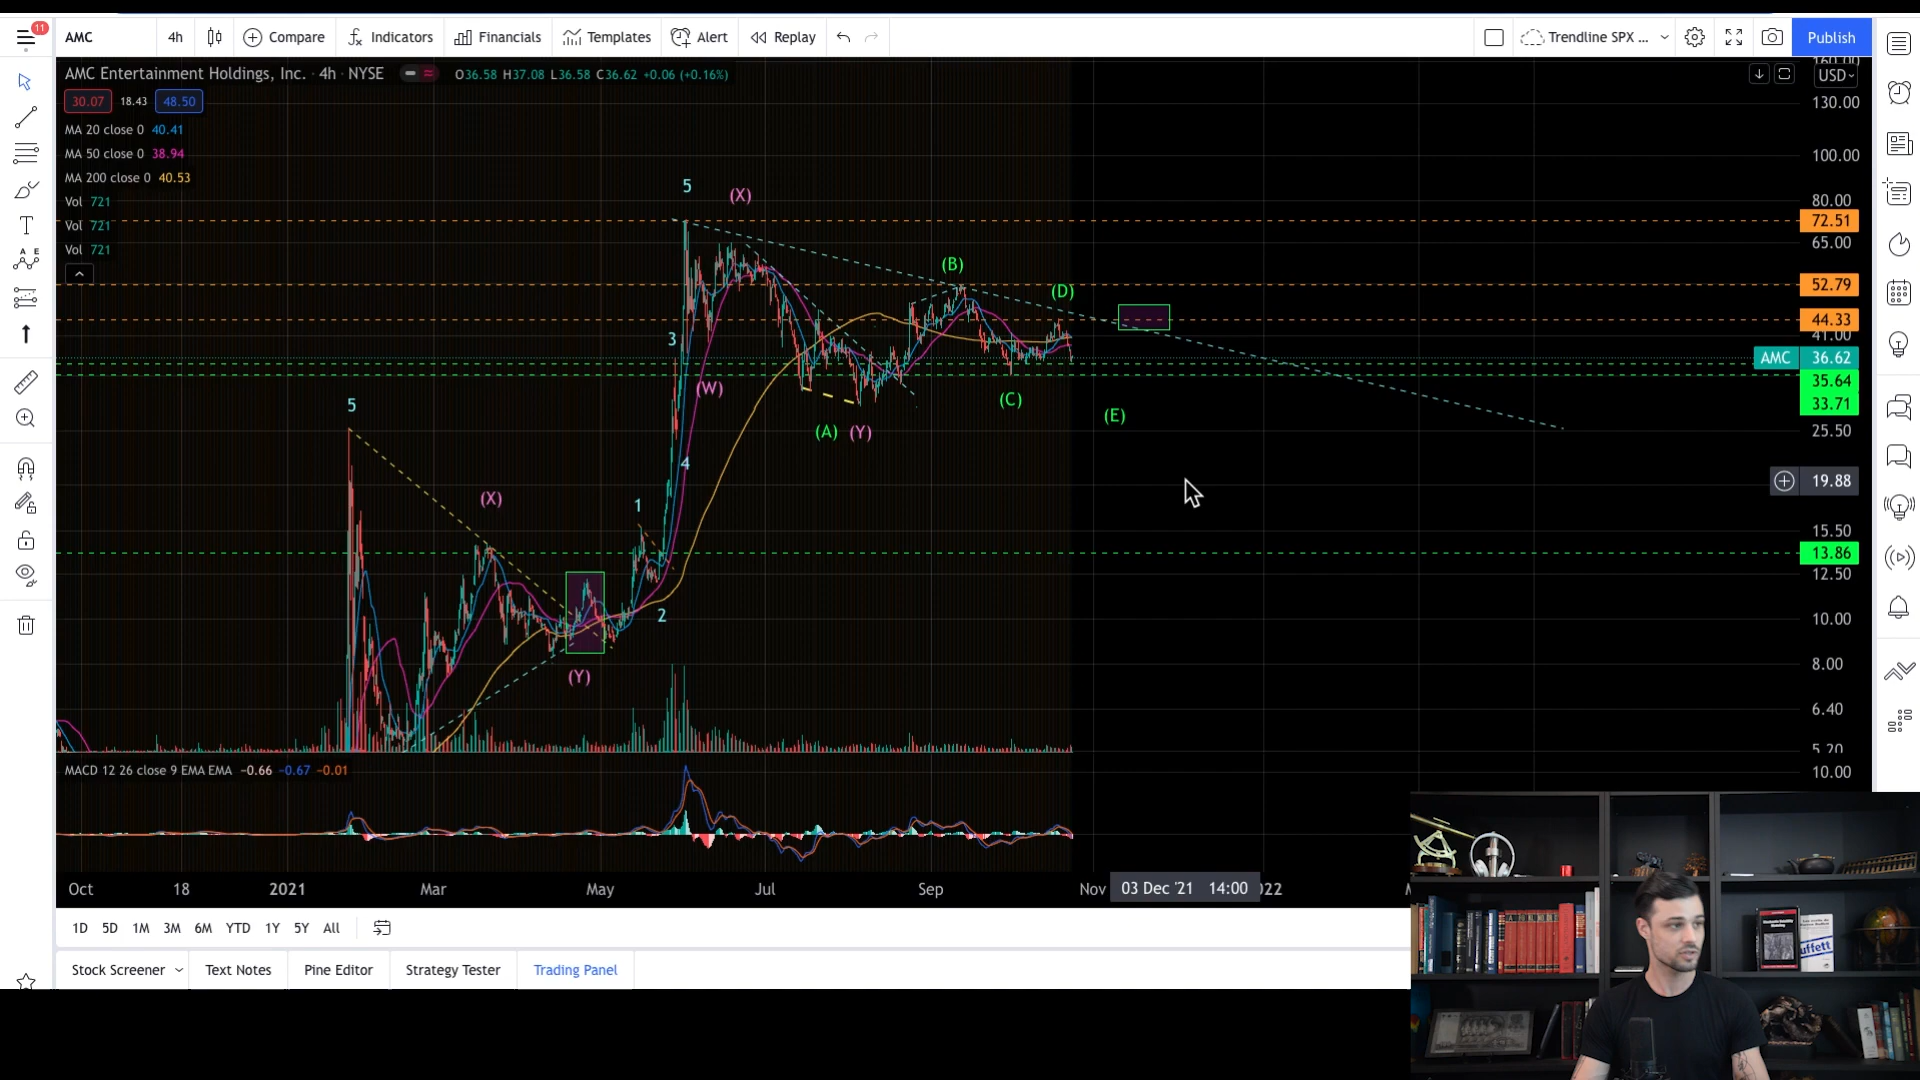 11
AMC
4h
Compare
Indicators
Financials
Templates
Alert
Replay
Trendline SPX ...
Publish
AMC Entertainment Holdings, Inc. · 4h · NYSE
O36.58 H37.08 L36.58 C36.62 +0.06 (+0.16%)
30.07 18.43 48.50
MA 20 close 0 40.41
MA 50 close 0 38.94
MA 200 close 0 40.53
Vol 721
Vol 721
Vol 721
USD
160.00
130.00
100.00
80.00
72.51
65.00
52.79
44.33
41.00
AMC 36.62
35.64
33.71
25.50
19.88
15.50
13.86
12.50
10.00
8.00
6.40
5.20
10.00
5
(X)
(B)
(D)
3
(W)
(C)
5
(E)
(A) (Y)
4
(X)
1
2
(Y)
MACD 12 26 close 9 EMA EMA −0.66 −0.67 −0.01
Oct 18 2021 Mar May Jul Sep Nov 03 Dec '21 14:00 022
1D 5D 1M 3M 6M YTD 1Y 5Y All
Stock Screener
Text Notes
Pine Editor
Strategy Tester
Trading Panel
uffett